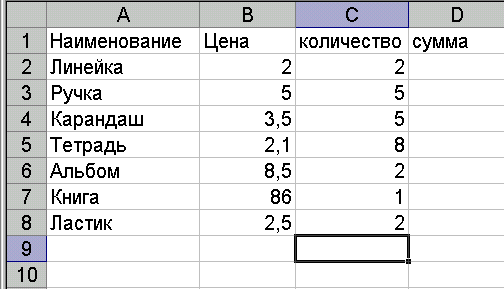 A B C D
1 Наименование Цена количество сумма
2 Линейка 2 2
3 Ручка 5 5
4 Карандаш 3,5 5
5 Тетрадь 2,1 8
6 Альбом 8,5 2
7 Книга 86 1
8 Ластик 2,5 2
9
10